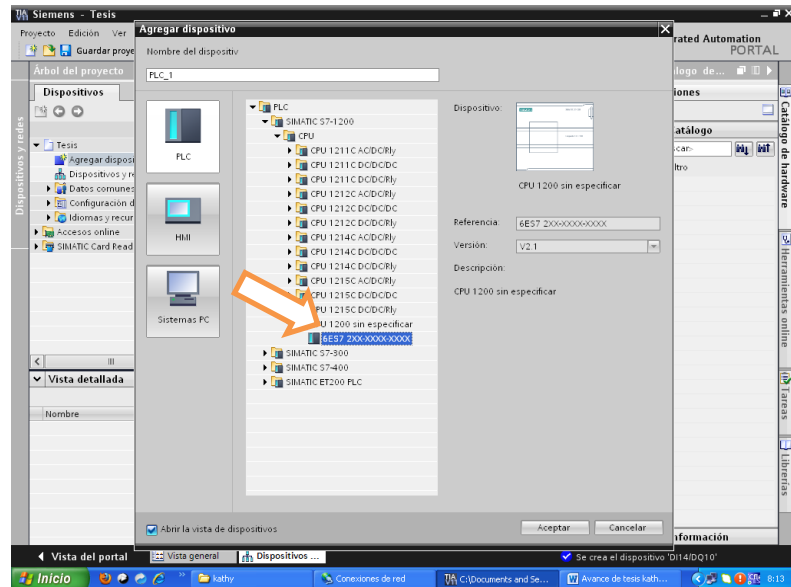 Siemens - Tesis
royecto Edición Ver
Guardar proye
rated Automation
PORTAL
Agregar dispositivo
Nombre del dispositiv
PLC_1
PLC
HMI
Sistemas PC
PLC
SIMATIC S7-1200
CPU
CPU 1211C AC/DC/Rly
CPU 1211C DC/DC/DC
CPU 1211C DC/DC/Rly
CPU 1212C AC/DC/Rly
CPU 1212C DC/DC/DC
CPU 1212C DC/DC/Rly
CPU 1214C AC/DC/Rly
CPU 1214C DC/DC/DC
CPU 1214C DC/DC/Rly
CPU 1215C AC/DC/Rly
CPU 1215C DC/DC/DC
PU 1215C DC/DC/Rly
U 1200 sin especificar
6ES7 2XX-XXXX-XXXX
SIMATIC S7-300
SIMATIC S7-400
SIMATIC ET200 PLC
Dispositivo:
CPU 1200 sin especificar
Referencia: 6ES7 2XX-XXXX-XXXX
Versión: V2.1
Descripción:
CPU 1200 sin especificar
Abrir la vista de dispositivos
Aceptar Cancelar
Árbol del proyecto
Dispositivos
Tesis
Agregar disposi
Dispositivos y re
Datos comunes
Configuración d
Idiomas y recur
Accesos online
SIMATIC Card Read
Vista detallada
Nombre
Dispositivos y redes
álogo de...
iones
atálogo
scar>
ltro
nformación
Catálogo de hardware
Herramientas online
Tareas
Librerías
Vista del portal
Vista general
Dispositivos ...
Se crea el dispositivo 'DI14/DQ10'
Inicio
kathy
Conexiones de red
C:\Documents and Se...
Avance de tesis kath...
8:13